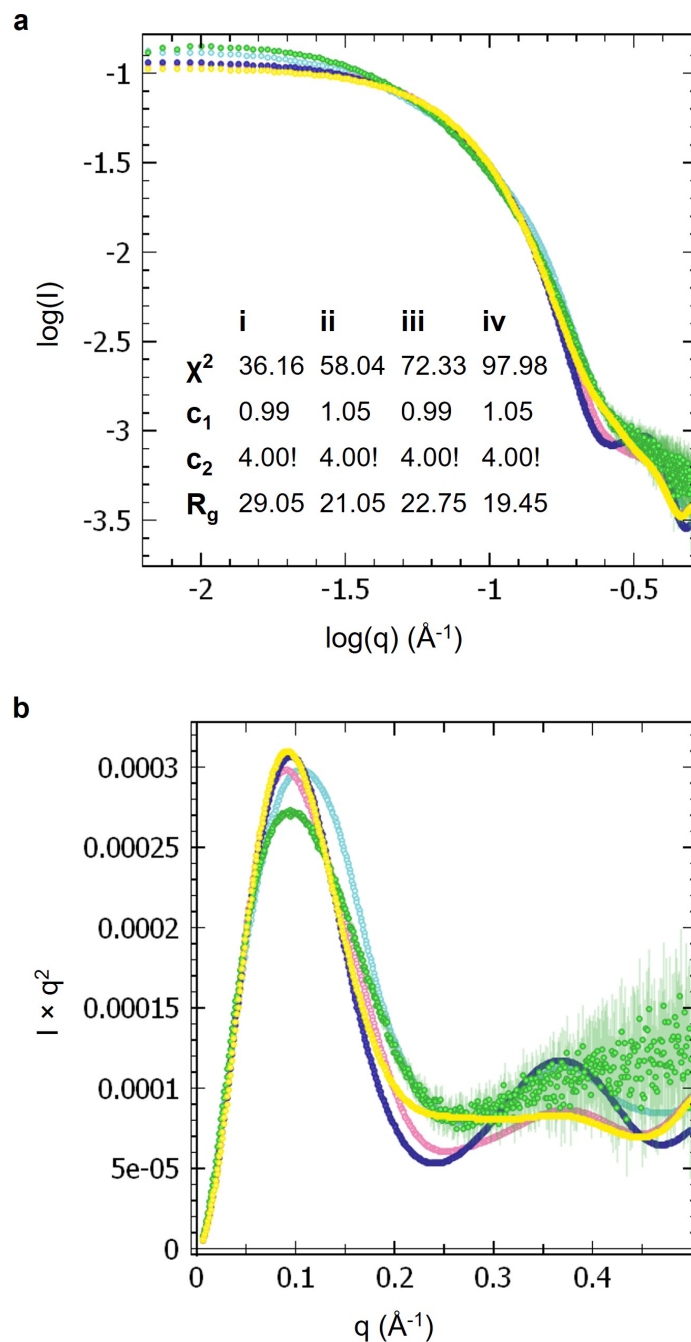 a
-1
-1.5
-2
-2.5
-3
-3.5
log(I)
i ii iii iv
χ² 36.16 58.04 72.33 97.98
c₁ 0.99 1.05 0.99 1.05
c₂ 4.00! 4.00! 4.00! 4.00!
R_g 29.05 21.05 22.75 19.45
-2 -1.5 -1 -0.5
log(q) (Å⁻¹)
b
0.0003
0.00025
0.0002
0.00015
0.0001
5e-05
0
I × q²
0 0.1 0.2 0.3 0.4
q (Å⁻¹)